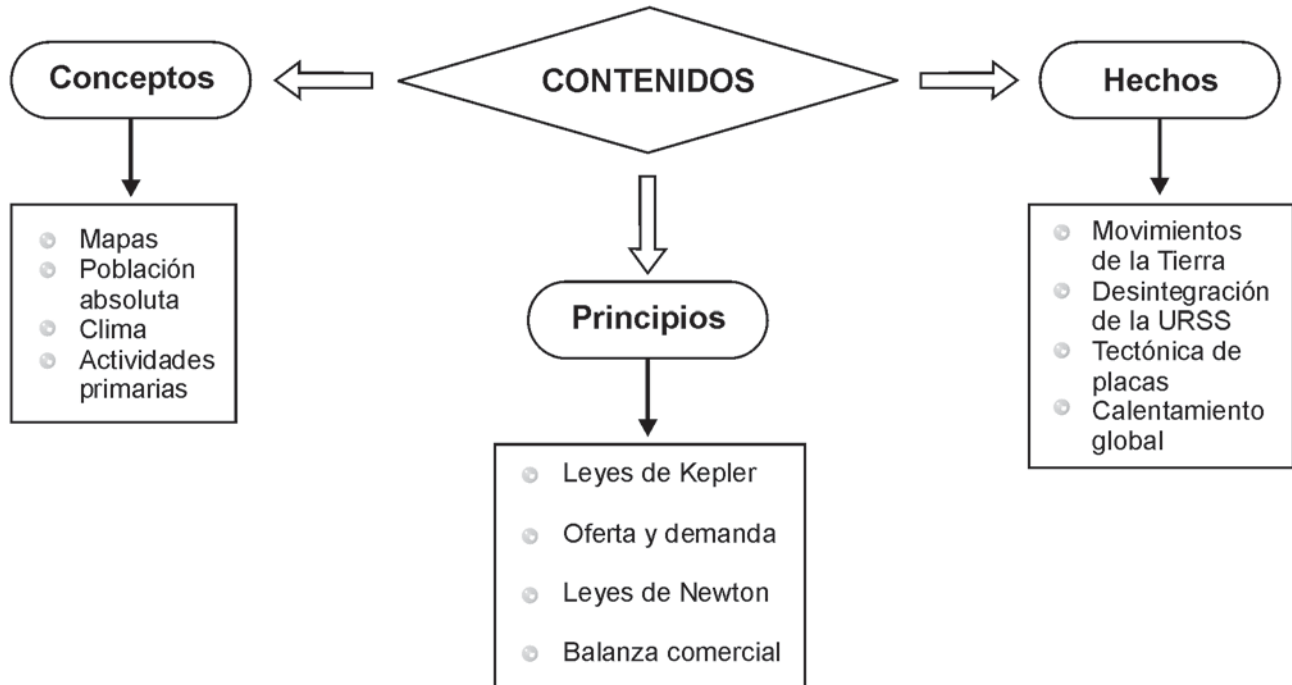 CONTENIDOS
Conceptos
Mapas
Población
absoluta
Clima
Actividades
primarias
Principios
Leyes de Kepler
Oferta y demanda
Leyes de Newton
Balanza comercial
Hechos
Movimientos
de la Tierra
Desintegración
de la URSS
Tectónica de
placas
Calentamiento
global